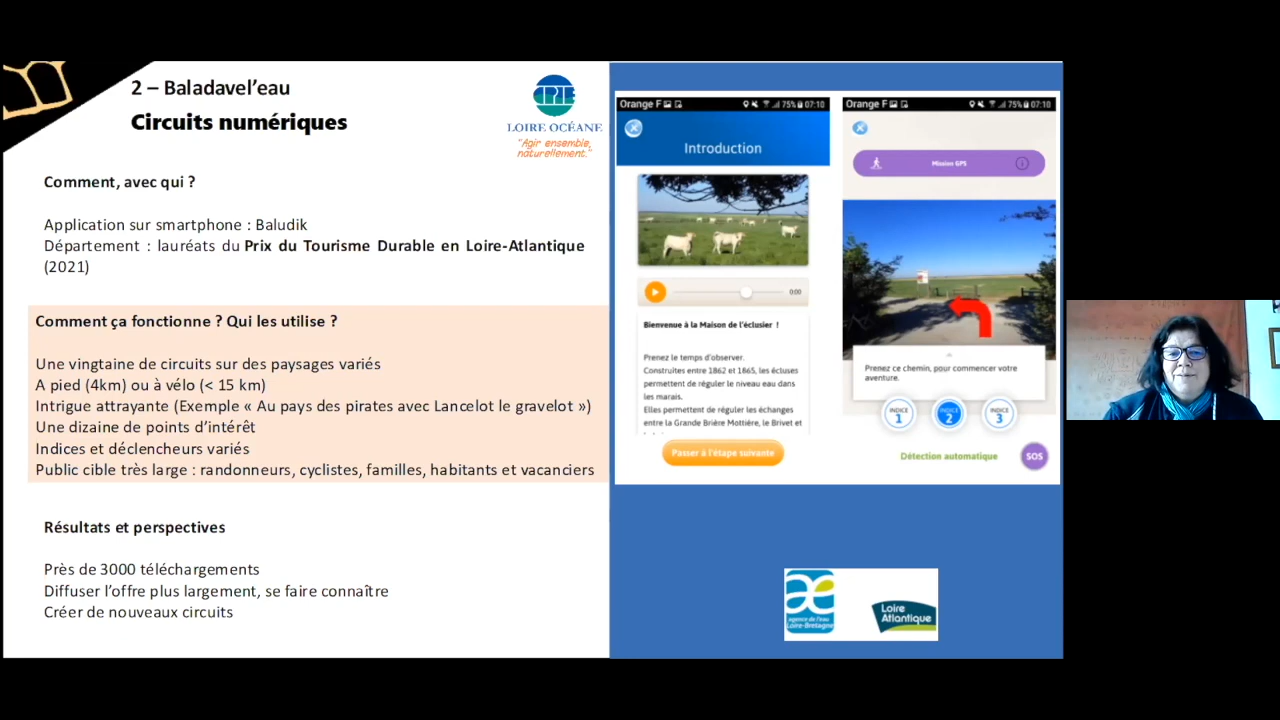 2 – Baladavel’eau
Circuits numériques
CPIE
LOIRE OCÉANE
"Agir ensemble,
naturellement."
Comment, avec qui ?
Application sur smartphone : Baludik
Département : lauréats du Prix du Tourisme Durable en Loire-Atlantique
(2021)
Comment ça fonctionne ? Qui les utilise ?
Une vingtaine de circuits sur des paysages variés
A pied (4km) ou à vélo (< 15 km)
Intrigue attrayante (Exemple « Au pays des pirates avec Lancelot le gravelot »)
Une dizaine de points d’intérêt
Indices et déclencheurs variés
Public cible très large : randonneurs, cyclistes, familles, habitants et vacanciers
Résultats et perspectives
Près de 3000 téléchargements
Diffuser l’offre plus largement, se faire connaître
Créer de nouveaux circuits
Orange F 75% 07:10
Introduction
0:00
Bienvenue à la Maison de l'éclusier !
Prenez le temps d'observer.
Construites entre 1862 et 1865, les écluses
permettent de réguler le niveau eau dans
les marais.
Elles permettent de réguler les échanges
entre la Grande Brière Mottière, le Brivet et
Passer à l'étape suivante
Orange F 75% 07:10
Mission GPS
Prenez ce chemin, pour commencer votre
aventure.
INDICE 1
INDICE 2
INDICE 3
Détection automatique
SOS
agence de l'eau
Loire-Bretagne
Loire
Atlantique